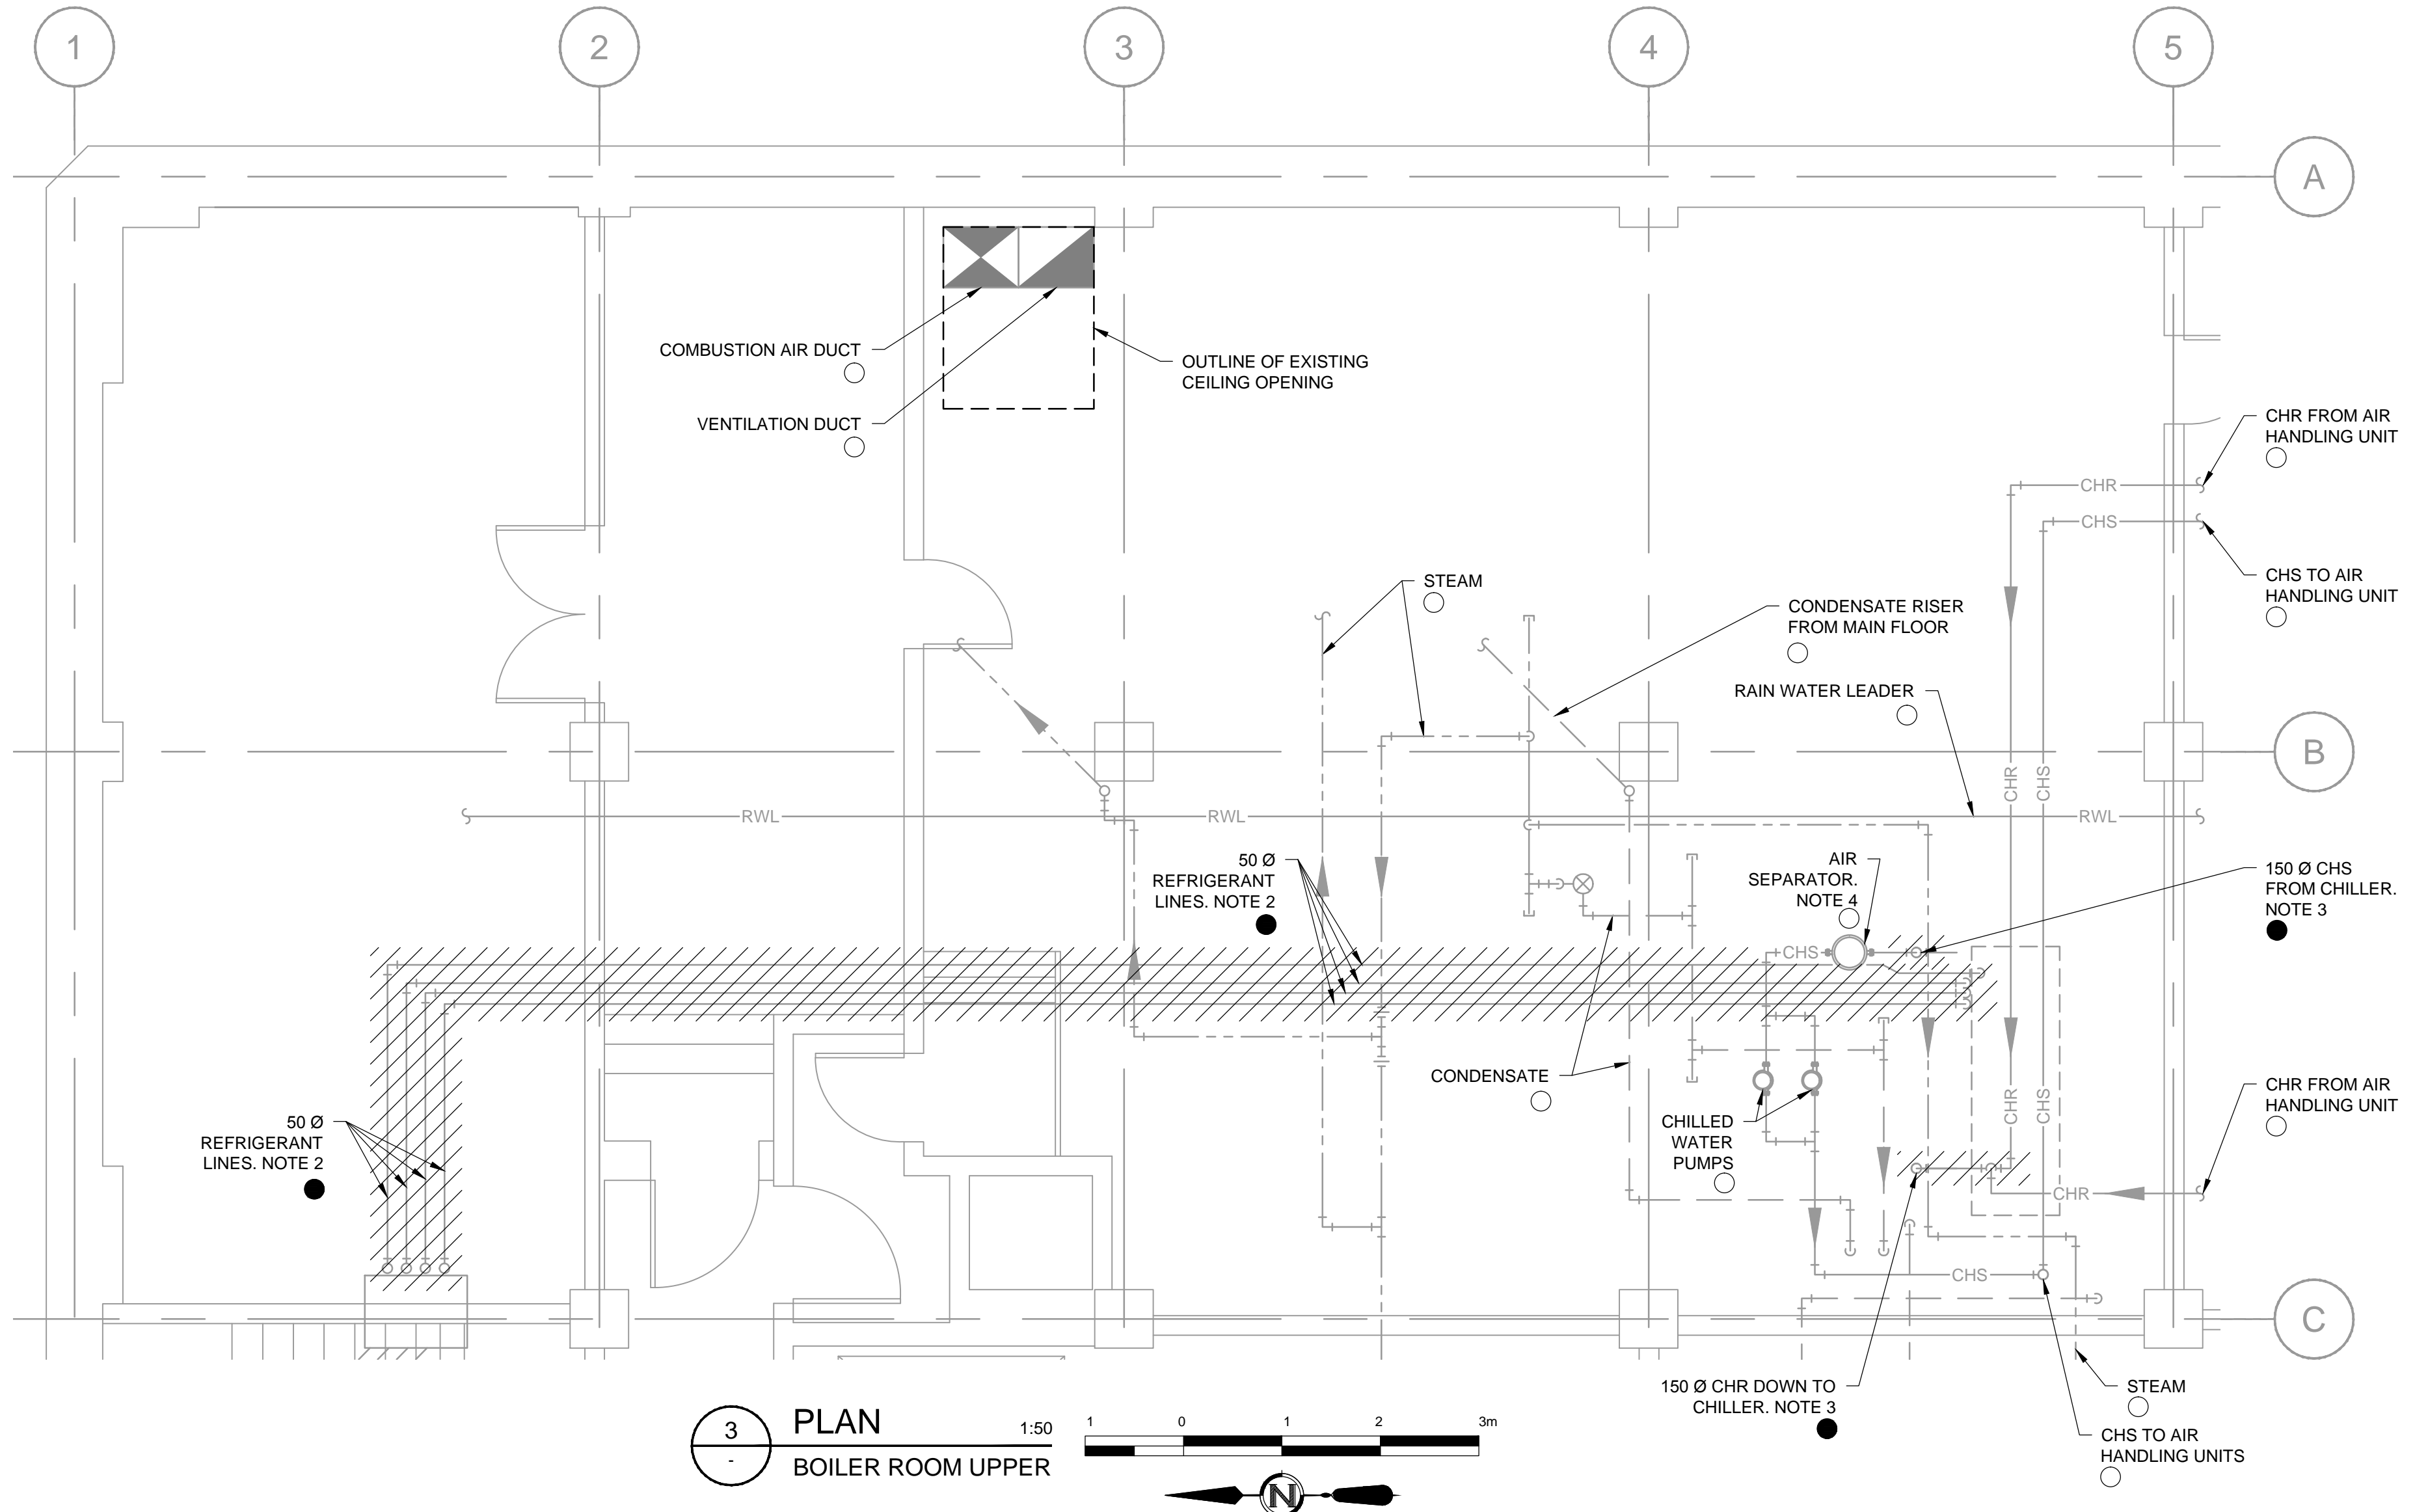 1
2
3
4
5
A
COMBUSTION AIR DUCT
OUTLINE OF EXISTING
CEILING OPENING
VENTILATION DUCT
CHR FROM AIR
HANDLING UNIT
CHR
CHS
CHS TO AIR
HANDLING UNIT
STEAM
CONDENSATE RISER
FROM MAIN FLOOR
RAIN WATER LEADER
B
CHR
CHS
RWL
RWL
RWL
50 Ø
REFRIGERANT
LINES. NOTE 2
AIR
SEPARATOR.
NOTE 4
150 Ø CHS
FROM CHILLER.
NOTE 3
CHS
CONDENSATE
CHILLED
WATER
PUMPS
CHR
CHS
CHR FROM AIR
HANDLING UNIT
50 Ø
REFRIGERANT
LINES. NOTE 2
CHR
CHS
C
150 Ø CHR DOWN TO
CHILLER. NOTE 3
STEAM
CHS TO AIR
HANDLING UNITS
3
-
PLAN
1:50
BOILER ROOM UPPER
1 0 1 2 3m
N